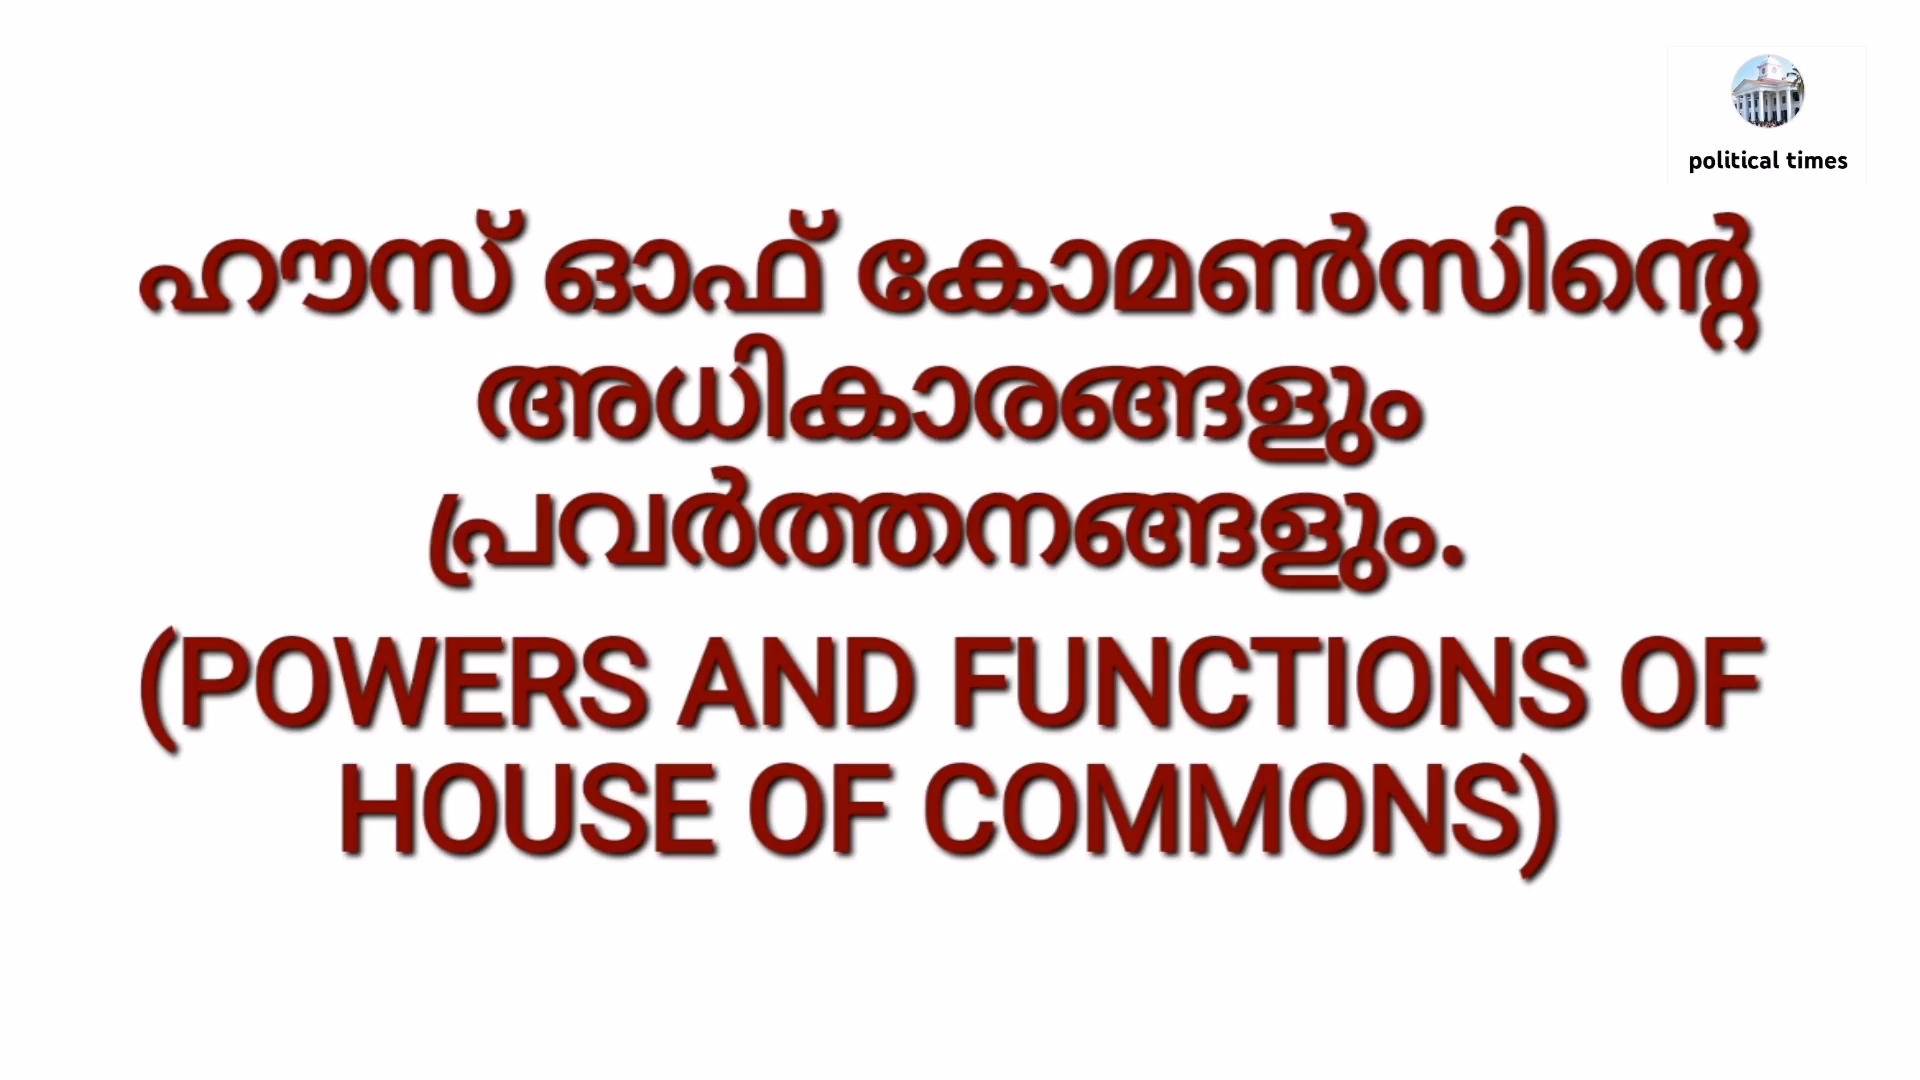 political times
ഹൗസ് ഓഫ് കോമൺസിന്റെ
അധികാരങ്ങളും
പ്രവർത്തനങ്ങളും.
(POWERS AND FUNCTIONS OF
HOUSE OF COMMONS)